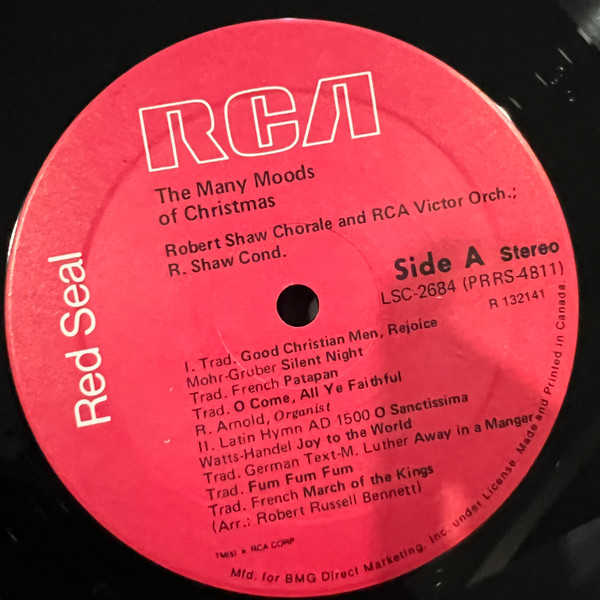 RCA
The Many Moods
of Christmas
Robert Shaw Chorale and RCA Victor Orch.;
R. Shaw Cond.
Red Seal
Side A Stereo
LSC-2684 (PRRS-4811)
R 132141
I. Trad. Good Christian Men, Rejoice
Mohr-Gruber Silent Night
Trad. French Patapan
Trad. O Come, All Ye Faithful
R. Arnold, Organist
II. Latin Hymn AD 1500 O Sanctissima
Watts-Handel Joy to the World
Trad. German Text-M. Luther Away in a Manger
Trad. Fum Fum Fum
Trad. French March of the Kings
(Arr.: Robert Russell Bennett)
TM(s) ® RCA CORP
Mfd. for BMG Direct Marketing, Inc. under License. Made and Printed in Canada.